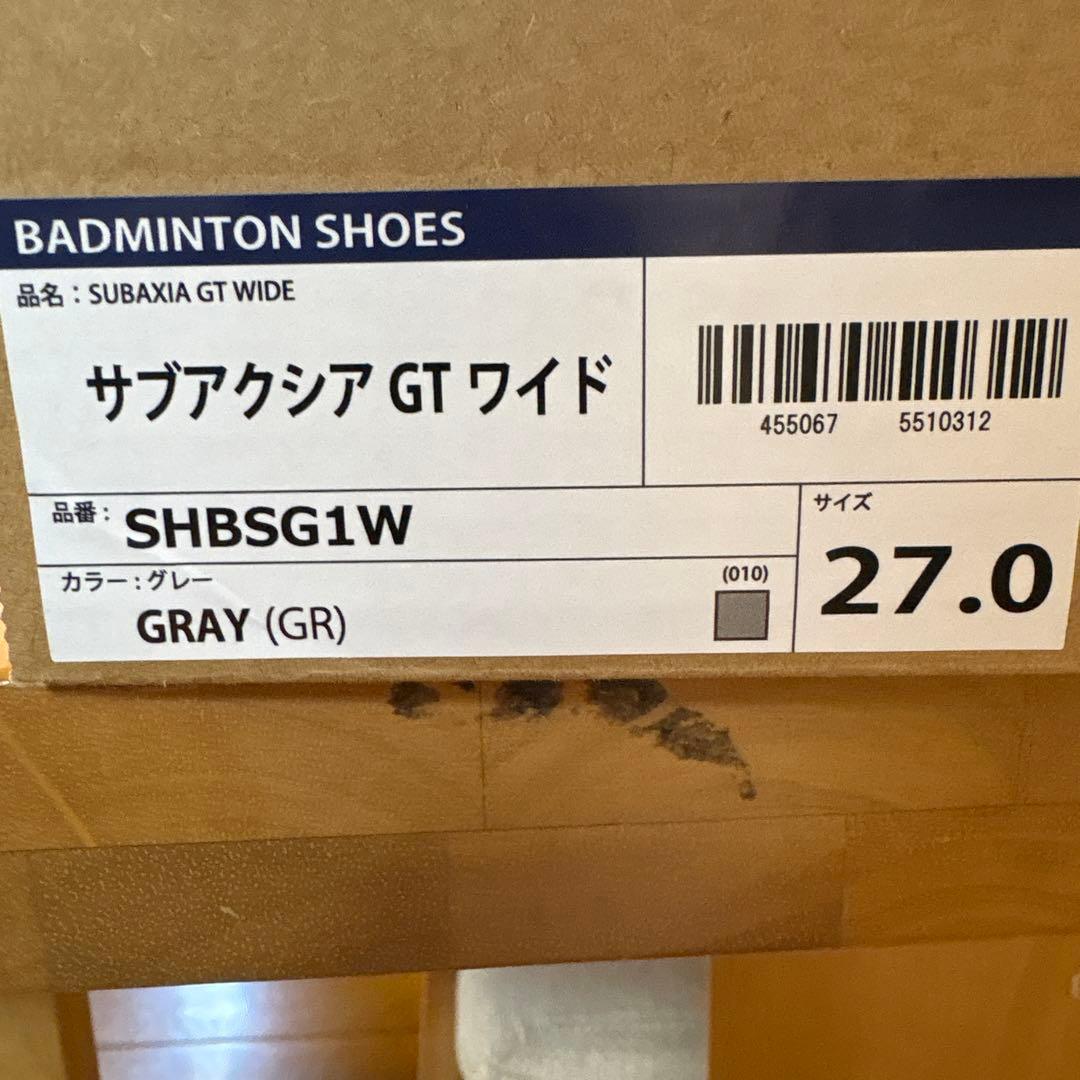 BADMINTON SHOES
品名：SUBAXIA GT WIDE
サブアクシア GT ワイド
455067 5510312
品番：SHBSG1W
カラー：グレー
GRAY (GR)
(010)
サイズ
27.0